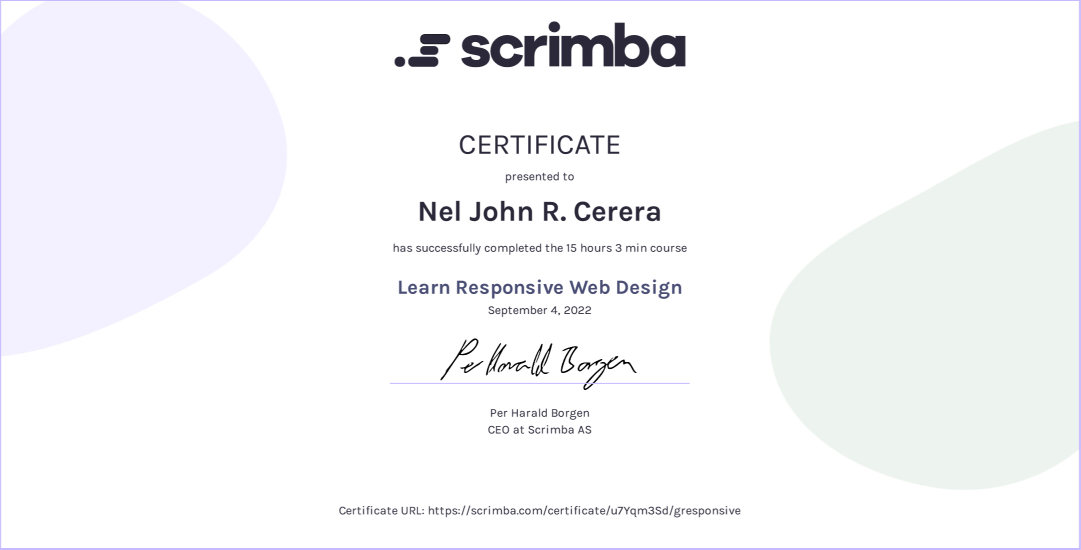 scrimba
CERTIFICATE
presented to
Nel John R. Cerera
has successfully completed the 15 hours 3 min course
Learn Responsive Web Design
September 4, 2022
Per Harald Borgen
Per Harald Borgen
CEO at Scrimba AS
Certificate URL: https://scrimba.com/certificate/u7Yqm3Sd/gresponsive